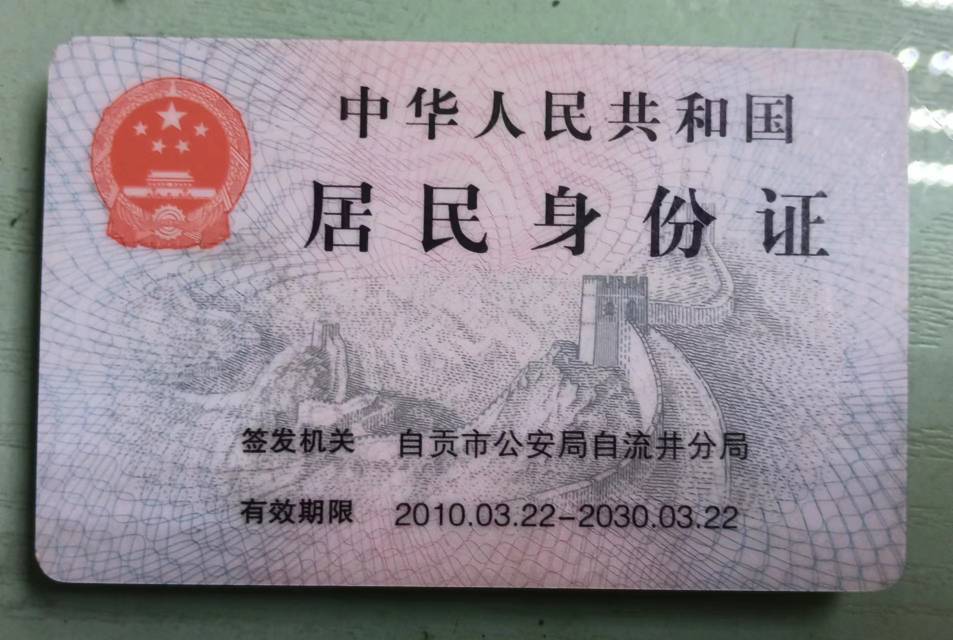 中华人民共和国
居民身份证
签发机关 自贡市公安局自流井分局
有效期限 2010.03.22-2030.03.22